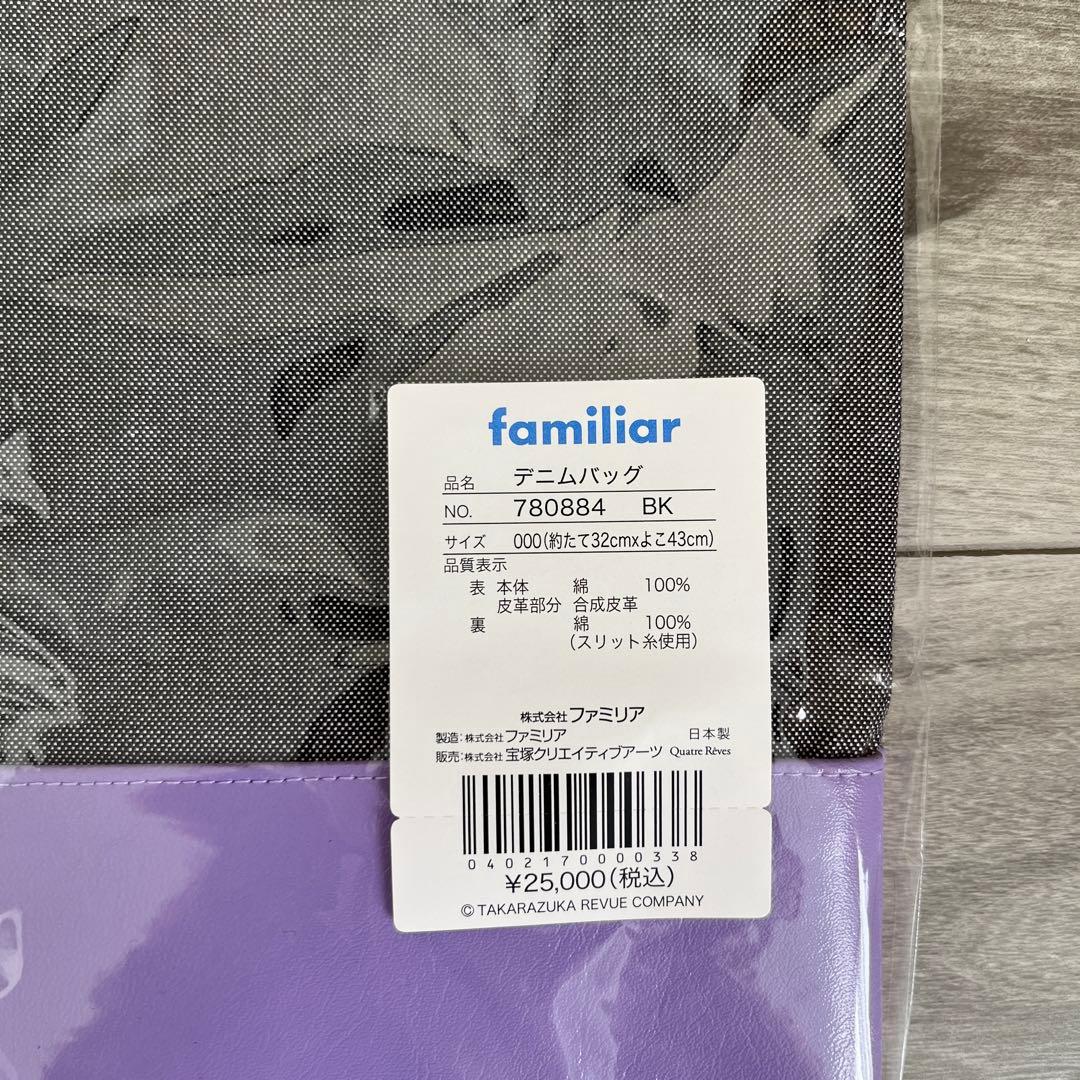 familiar
品名 デニムバッグ
NO. 780884 BK
サイズ 000(約たて32cmxよこ43cm)
品質表示
表 本体 綿 100%
皮革部分 合成皮革
裏 綿 100%
(スリット糸使用)
株式会社ファミリア
製造:株式会社ファミリア 日本製
販売:株式会社宝塚クリエイティブアーツ Quatre Rêves
0402170000338
¥25,000(税込)
© TAKARAZUKA REVUE COMPANY